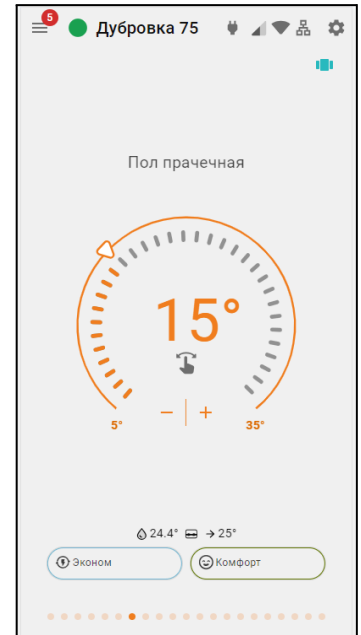 5
Дубровка 75
Пол прачечная
15°
− | +
5° 35°
24.4° → 25°
Эконом Комфорт